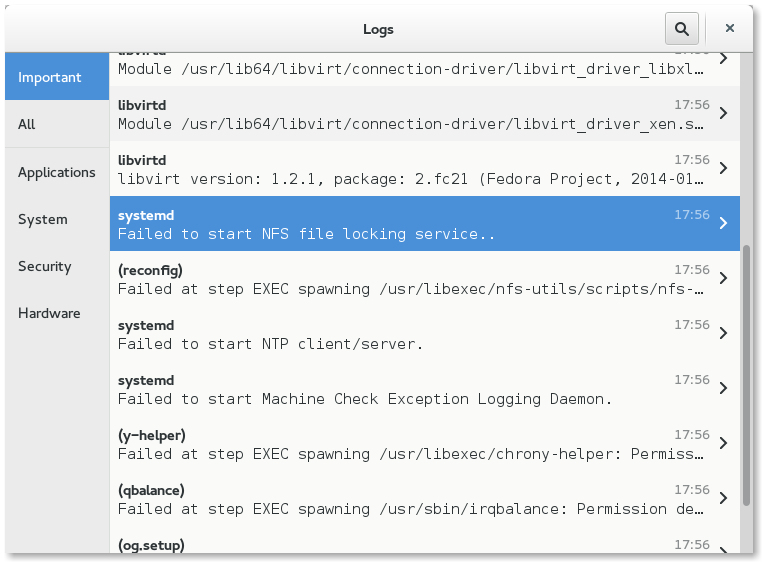 Logs
Important
All
Applications
System
Security
Hardware
libvirtd
Module /usr/lib64/libvirt/connection-driver/libvirt_driver_libxl…
libvirtd 17:56
Module /usr/lib64/libvirt/connection-driver/libvirt_driver_xen.s…
libvirtd 17:56
libvirt version: 1.2.1, package: 2.fc21 (Fedora Project, 2014-01…
systemd 17:56
Failed to start NFS file locking service..
(reconfig) 17:56
Failed at step EXEC spawning /usr/libexec/nfs-utils/scripts/nfs-…
systemd 17:56
Failed to start NTP client/server.
systemd 17:56
Failed to start Machine Check Exception Logging Daemon.
(y-helper) 17:56
Failed at step EXEC spawning /usr/libexec/chrony-helper: Permiss…
(qbalance) 17:56
Failed at step EXEC spawning /usr/sbin/irqbalance: Permission de…
(og.setup) 17:56